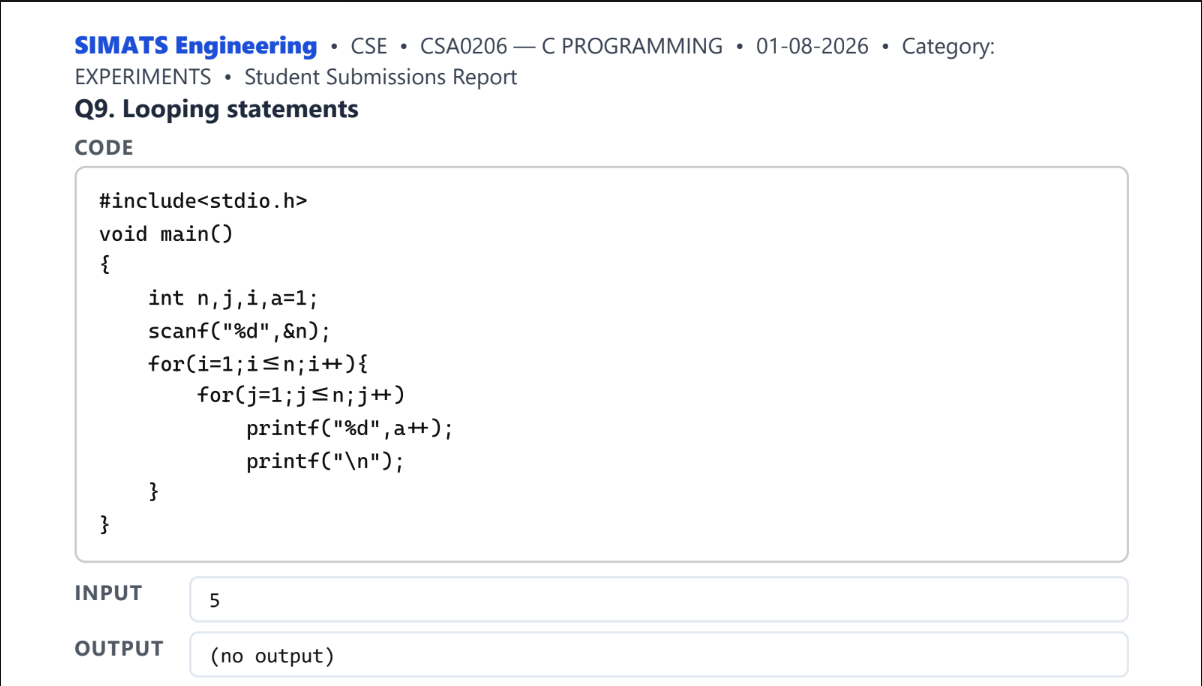 SIMATS Engineering • CSE • CSA0206 — C PROGRAMMING • 01-08-2026 • Category:
EXPERIMENTS • Student Submissions Report
Q9. Looping statements
CODE
#include<stdio.h>
void main()
{
    int n,j,i,a=1;
    scanf("%d",&n);
    for(i=1;i<=n;i++){
        for(j=1;j<=n;j++)
            printf("%d",a++);
            printf("\n");
    }
}
INPUT 5
OUTPUT (no output)